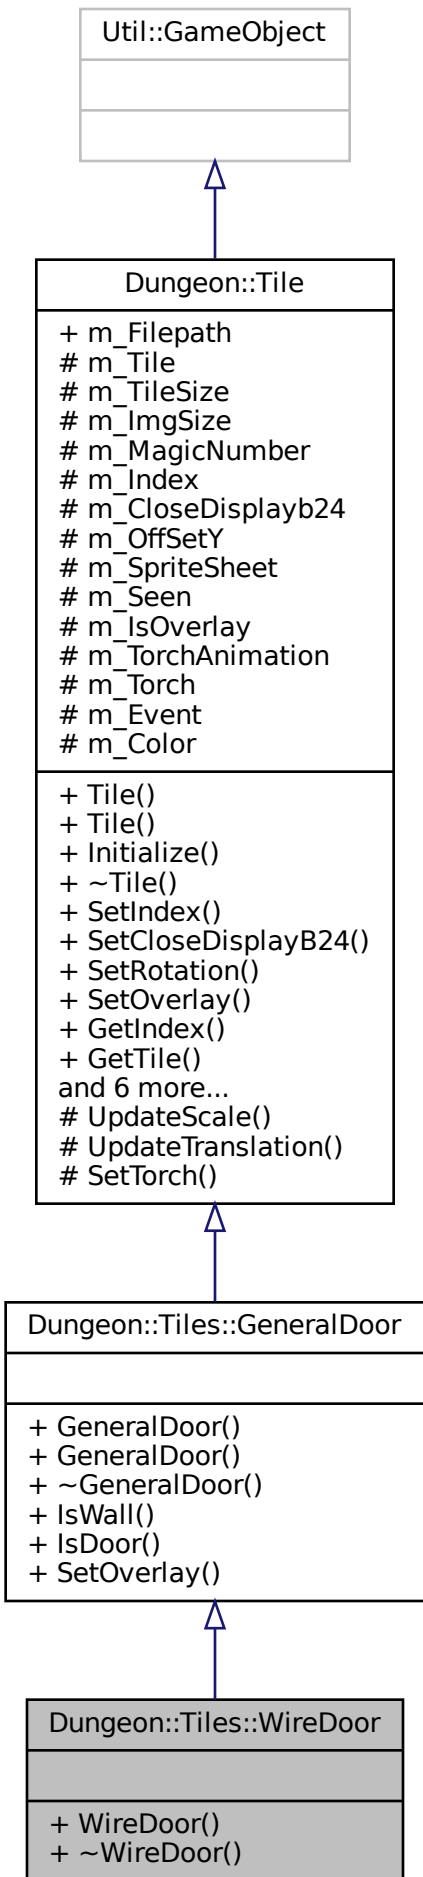 Util::GameObject
Dungeon::Tile
+ m_Filepath
# m_Tile
# m_TileSize
# m_ImgSize
# m_MagicNumber
# m_Index
# m_CloseDisplayb24
# m_OffSetY
# m_SpriteSheet
# m_Seen
# m_IsOverlay
# m_TorchAnimation
# m_Torch
# m_Event
# m_Color
+ Tile()
+ Tile()
+ Initialize()
+ ~Tile()
+ SetIndex()
+ SetCloseDisplayB24()
+ SetRotation()
+ SetOverlay()
+ GetIndex()
+ GetTile()
and 6 more...
# UpdateScale()
# UpdateTranslation()
# SetTorch()
Dungeon::Tiles::GeneralDoor
+ GeneralDoor()
+ GeneralDoor()
+ ~GeneralDoor()
+ IsWall()
+ IsDoor()
+ SetOverlay()
Dungeon::Tiles::WireDoor
+ WireDoor()
+ ~WireDoor()